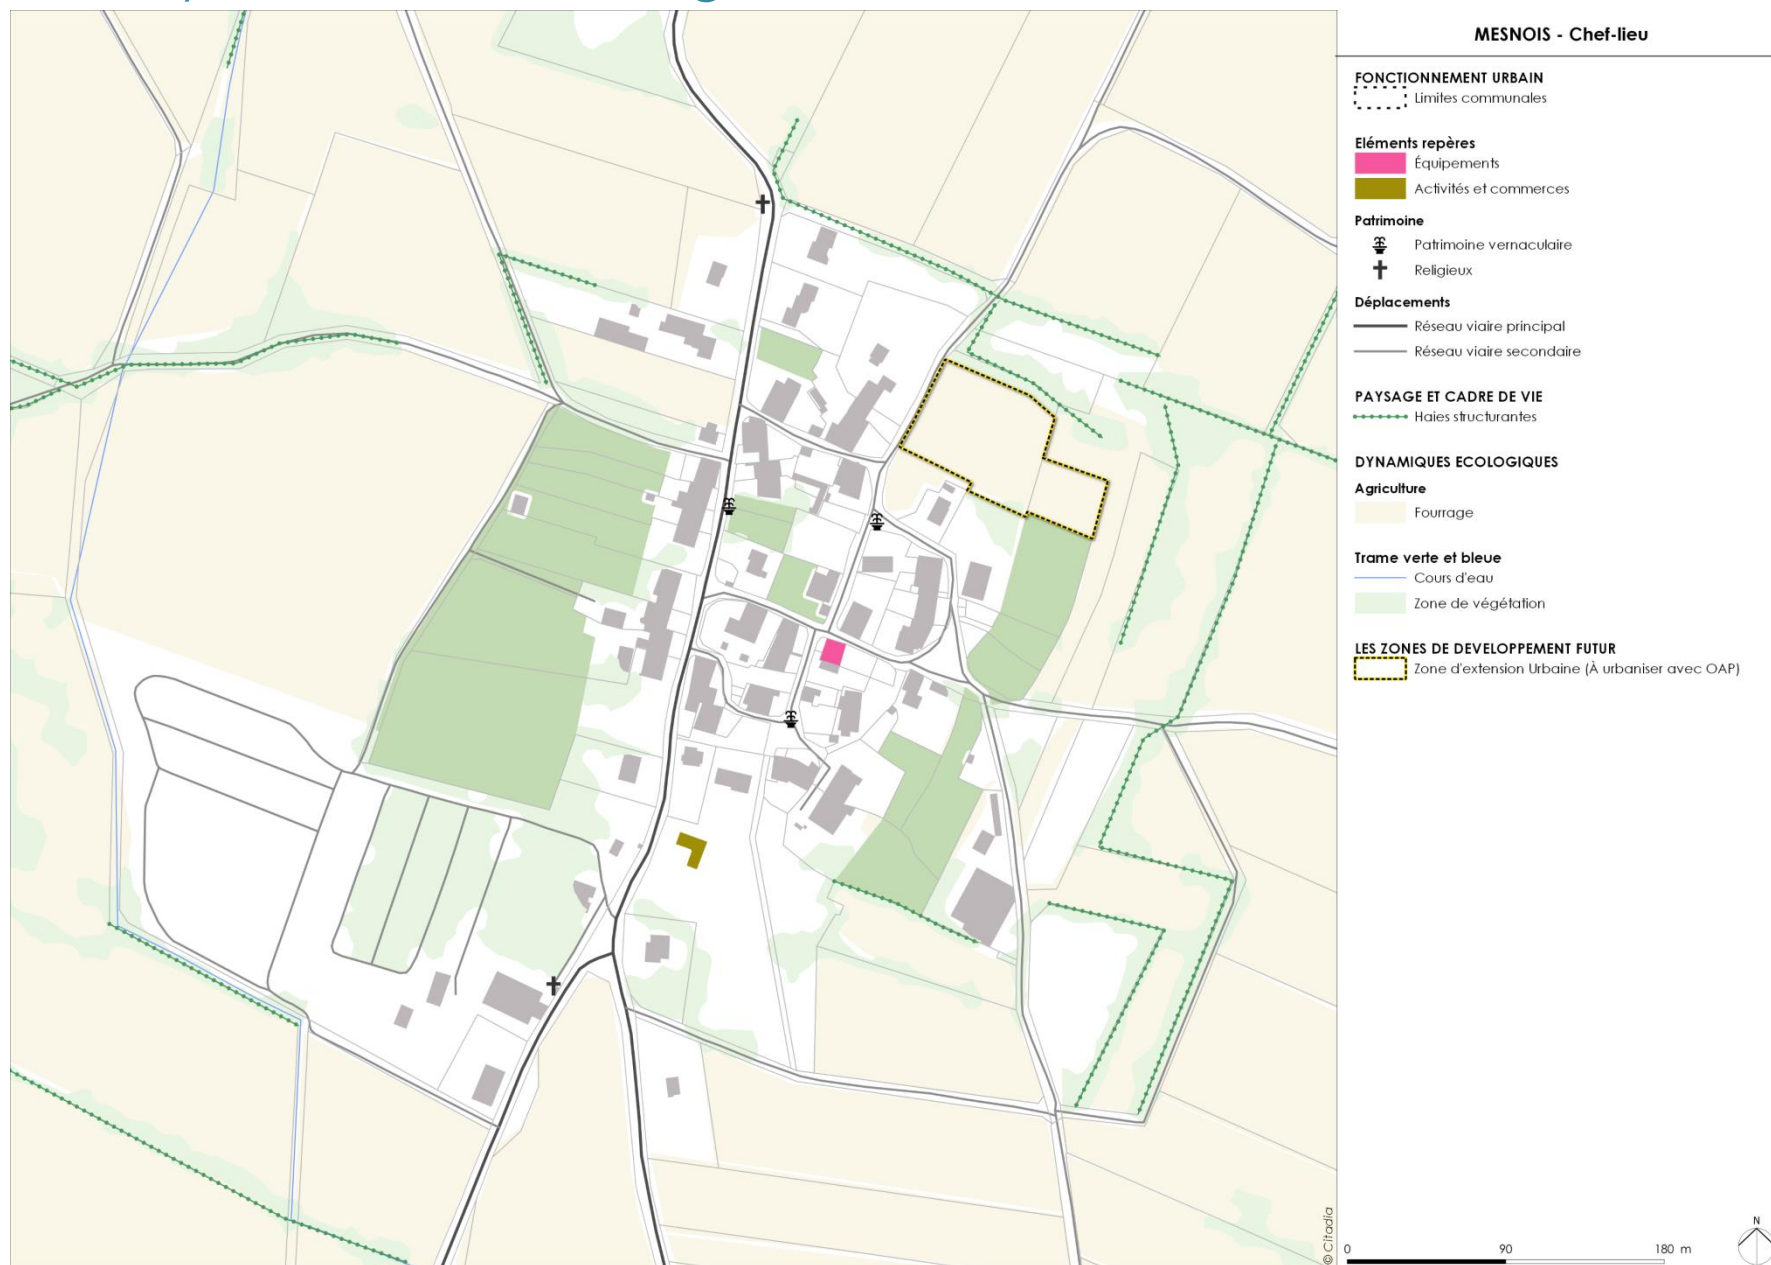 MESNOIS - Chef-lieu
FONCTIONNEMENT URBAIN
Limites communales
Eléments repères
Équipements
Activités et commerces
Patrimoine
Patrimoine vernaculaire
Religieux
Déplacements
Réseau viaire principal
Réseau viaire secondaire
PAYSAGE ET CADRE DE VIE
Haies structurantes
DYNAMIQUES ECOLOGIQUES
Agriculture
Fourrage
Trame verte et bleue
Cours d'eau
Zone de végétation
LES ZONES DE DEVELOPPEMENT FUTUR
Zone d'extension Urbaine (À urbaniser avec OAP)
© Citadia
N
0 90 180 m